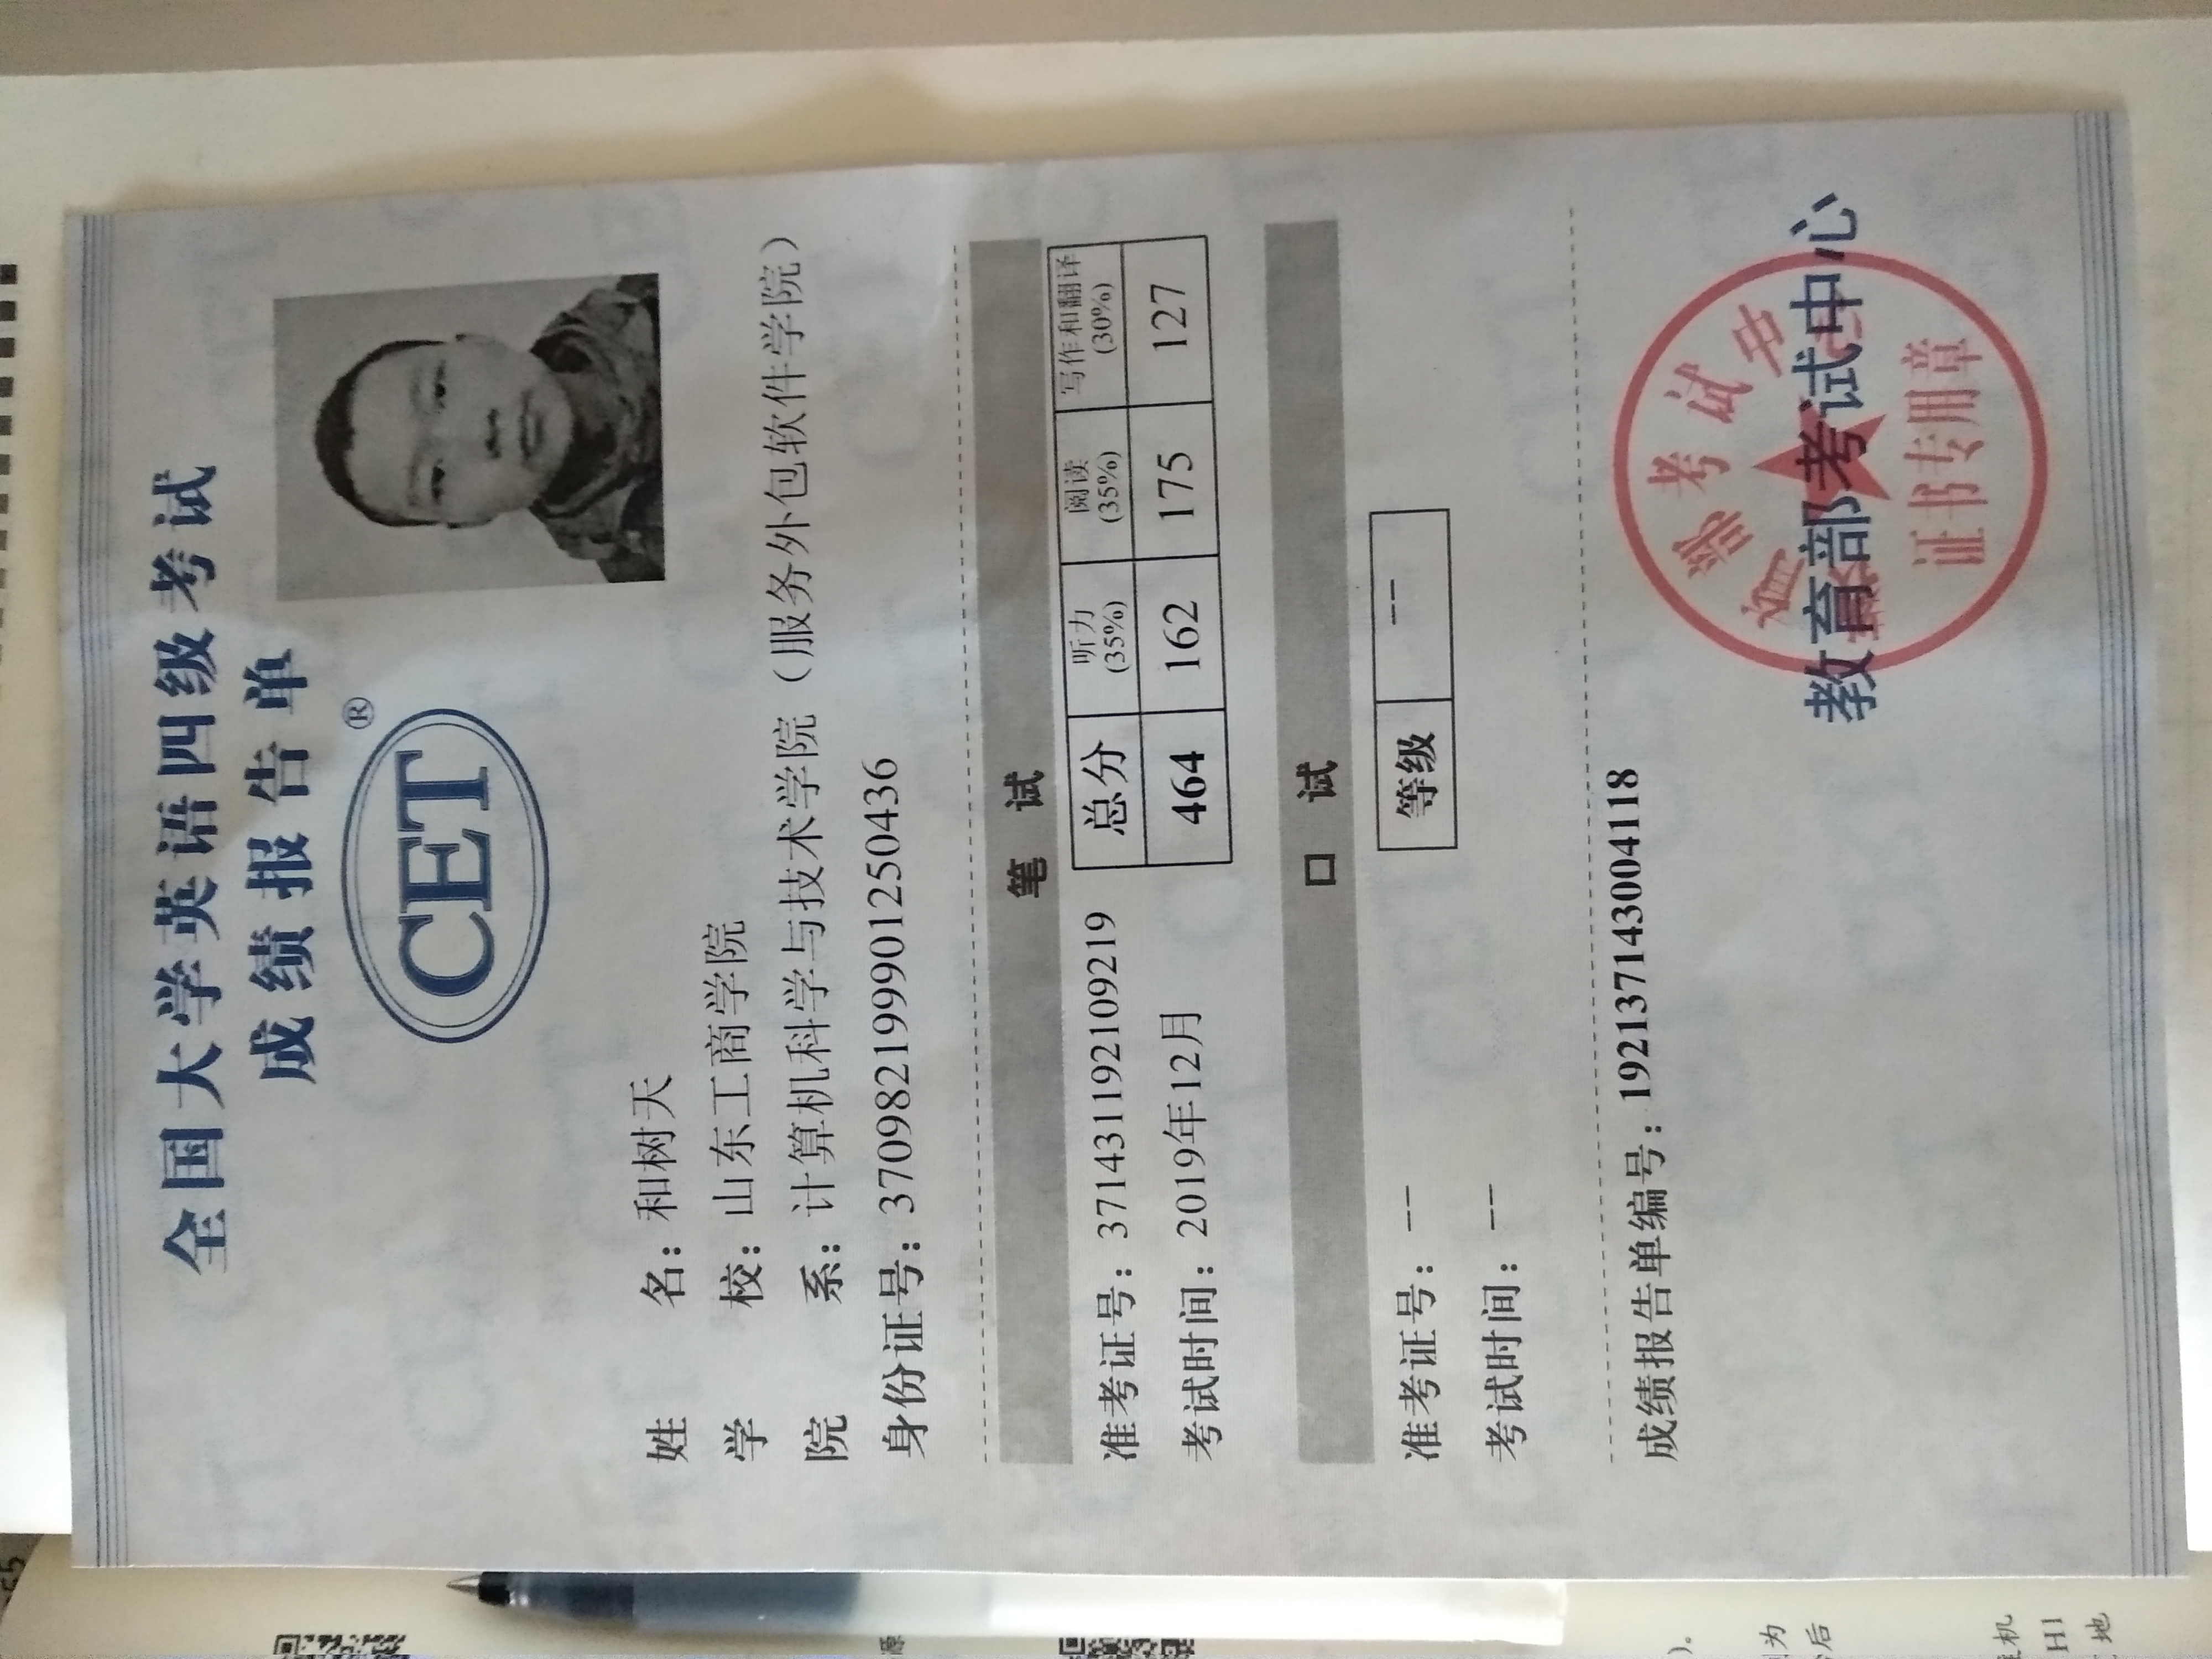 全国大学英语四级考试
成绩报告单
CET®
姓名：和树天
学校：山东工商学院
院系：计算机科学与技术学院（服务外包软件学院）
身份证号：370982199901250436
笔 试
准考证号：371431192109219
考试时间：2019年12月
总分 听力(35%) 阅读(35%) 写作和翻译(30%)
464 162 175 127
口 试
准考证号：--
考试时间：--
等级 --
成绩报告单编号：192137143004118
教育部考试中心
教育部考试中心
证书专用章
源
)。
为
后
机
H1
地